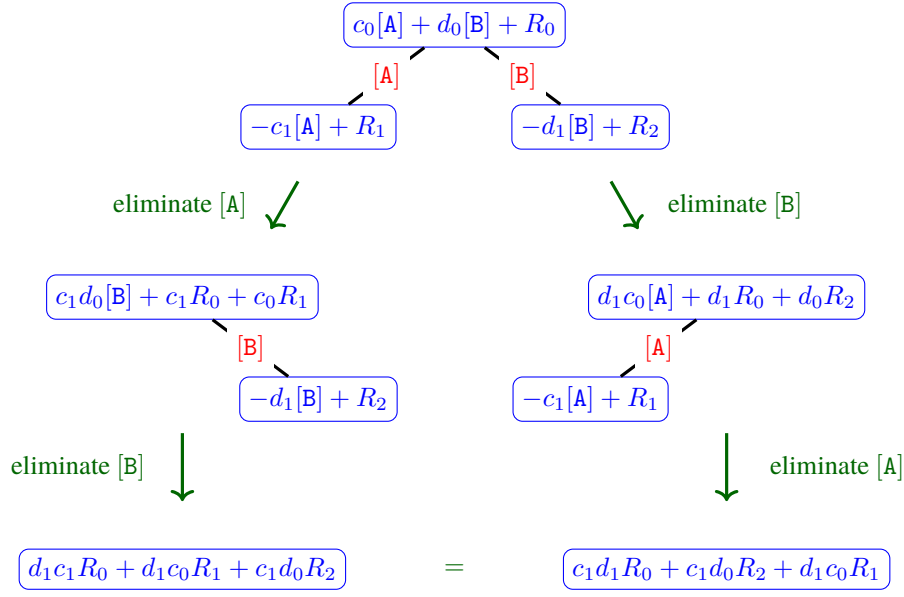 c₀[A] + d₀[B] + R₀
[A] [B]
−c₁[A] + R₁ −d₁[B] + R₂
eliminate [A] eliminate [B]
c₁d₀[B] + c₁R₀ + c₀R₁ d₁c₀[A] + d₁R₀ + d₀R₂
[B] [A]
−d₁[B] + R₂ −c₁[A] + R₁
eliminate [B] eliminate [A]
d₁c₁R₀ + d₁c₀R₁ + c₁d₀R₂ = c₁d₁R₀ + c₁d₀R₂ + d₁c₀R₁